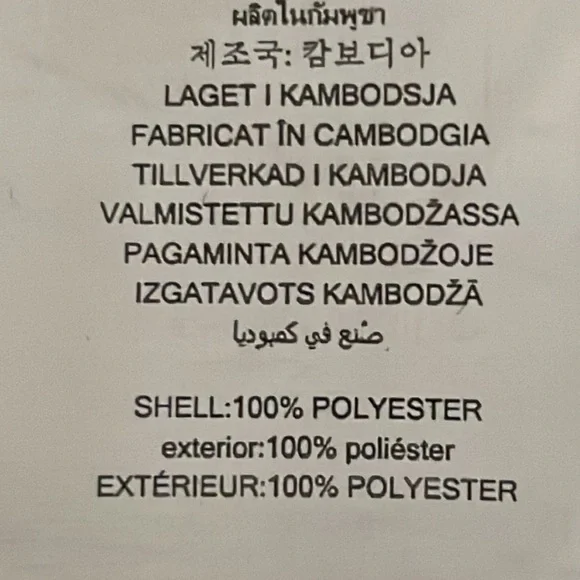 ผลิตในกัมพูชา
제조국: 캄보디아
LAGET I KAMBODSJA
FABRICAT ÎN CAMBODGIA
TILLVERKAD I KAMBODJA
VALMISTETTU KAMBODŽASSA
PAGAMINTA KAMBODŽOJE
IZGATAVOTS KAMBODŽĀ
صُنع في كمبوديا
SHELL:100% POLYESTER
exterior:100% poliéster
EXTÉRIEUR:100% POLYESTER